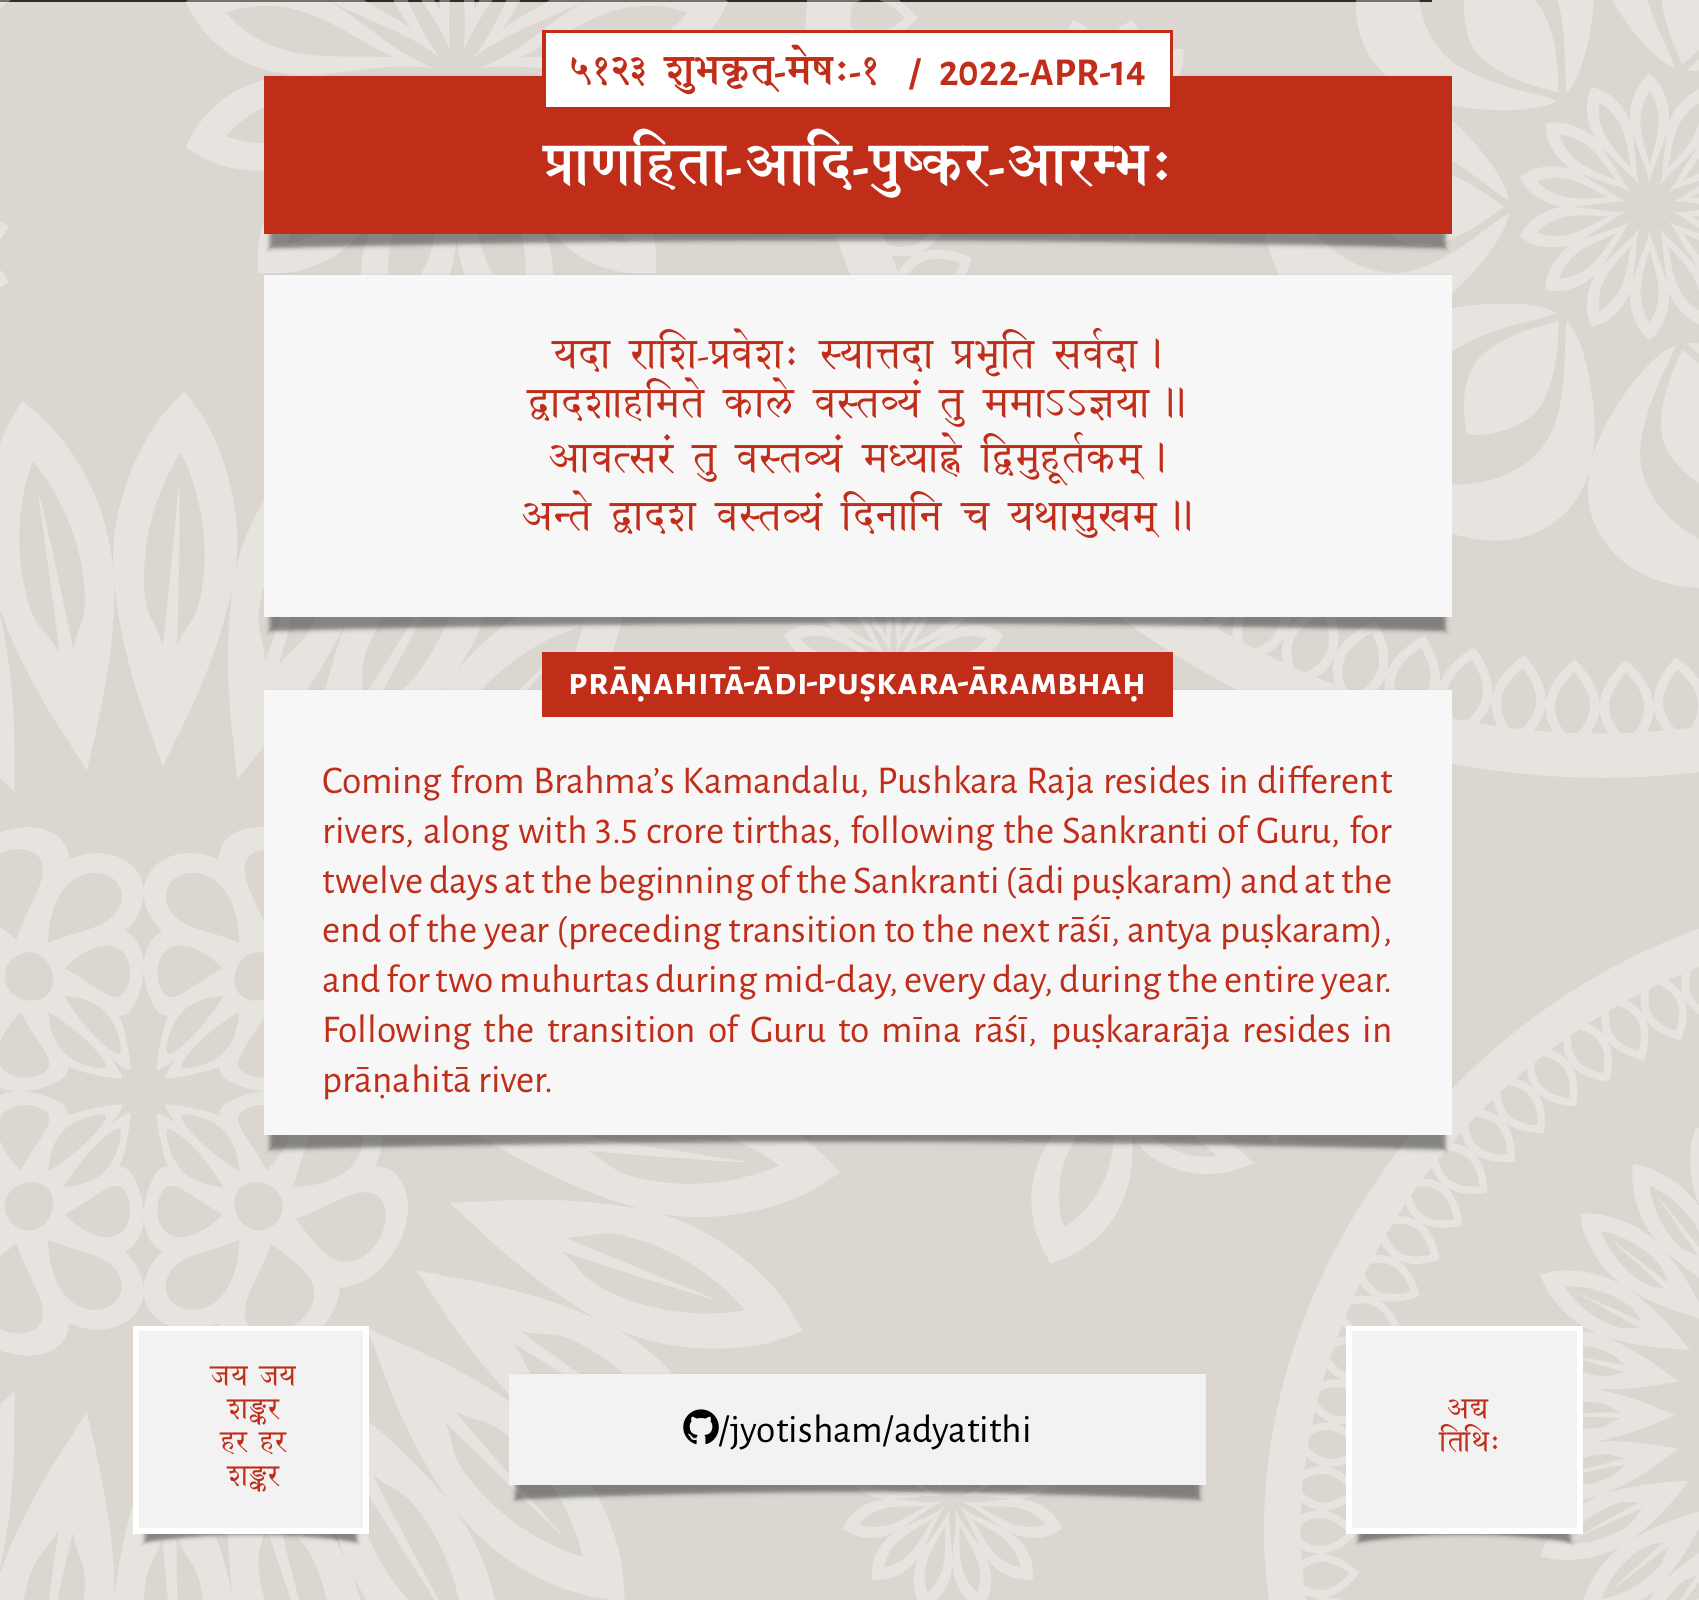 ५१२३ शुभकृत्-मेषः-१ / 2022-APR-14
प्राणहिता-आदि-पुष्कर-आरम्भः
यदा राशि-प्रवेशः स्यात्तदा प्रभृति सर्वदा।
द्वादशाहमिते काले वस्तव्यं तु ममाऽऽज्ञया॥
आवत्सरं तु वस्तव्यं मध्याह्ने द्विमुहूर्तकम्।
अन्ते द्वादश वस्तव्यं दिनानि च यथासुखम्॥
PRĀṆAHITĀ-ĀDI-PUṢKARA-ĀRAMBHAḤ
Coming from Brahma’s Kamandalu, Pushkara Raja resides in different
rivers, along with 3.5 crore tirthas, following the Sankranti of Guru, for
twelve days at the beginning of the Sankranti (ādi puṣkaram) and at the
end of the year (preceding transition to the next rāśī, antya puṣkaram),
and for two muhurtas during mid-day, every day, during the entire year.
Following the transition of Guru to mīna rāśī, puṣkararāja resides in
prāṇahitā river.
जय जय
शङ्कर
हर हर
शङ्कर
/jyotisham/adyatithi
अद्य
तिथिः